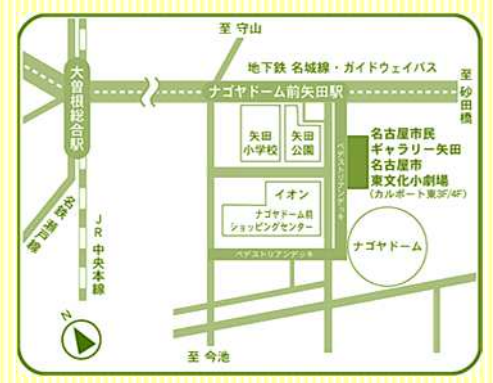 至 守山
地下鉄 名城線・ガイドウェイバス
至 砂田橋
大曽根総合駅
ナゴヤドーム前矢田駅
矢田
小学校
矢田
公園
ペデストリアンデッキ
名古屋市民
ギャラリー矢田
名古屋市
東文化小劇場
(カルポート東3F/4F)
イオン
ナゴヤドーム前
ショッピングセンター
ナゴヤドーム
ペデストリアンデッキ
名鉄 瀬戸線
JR 中央本線
N
至 今池